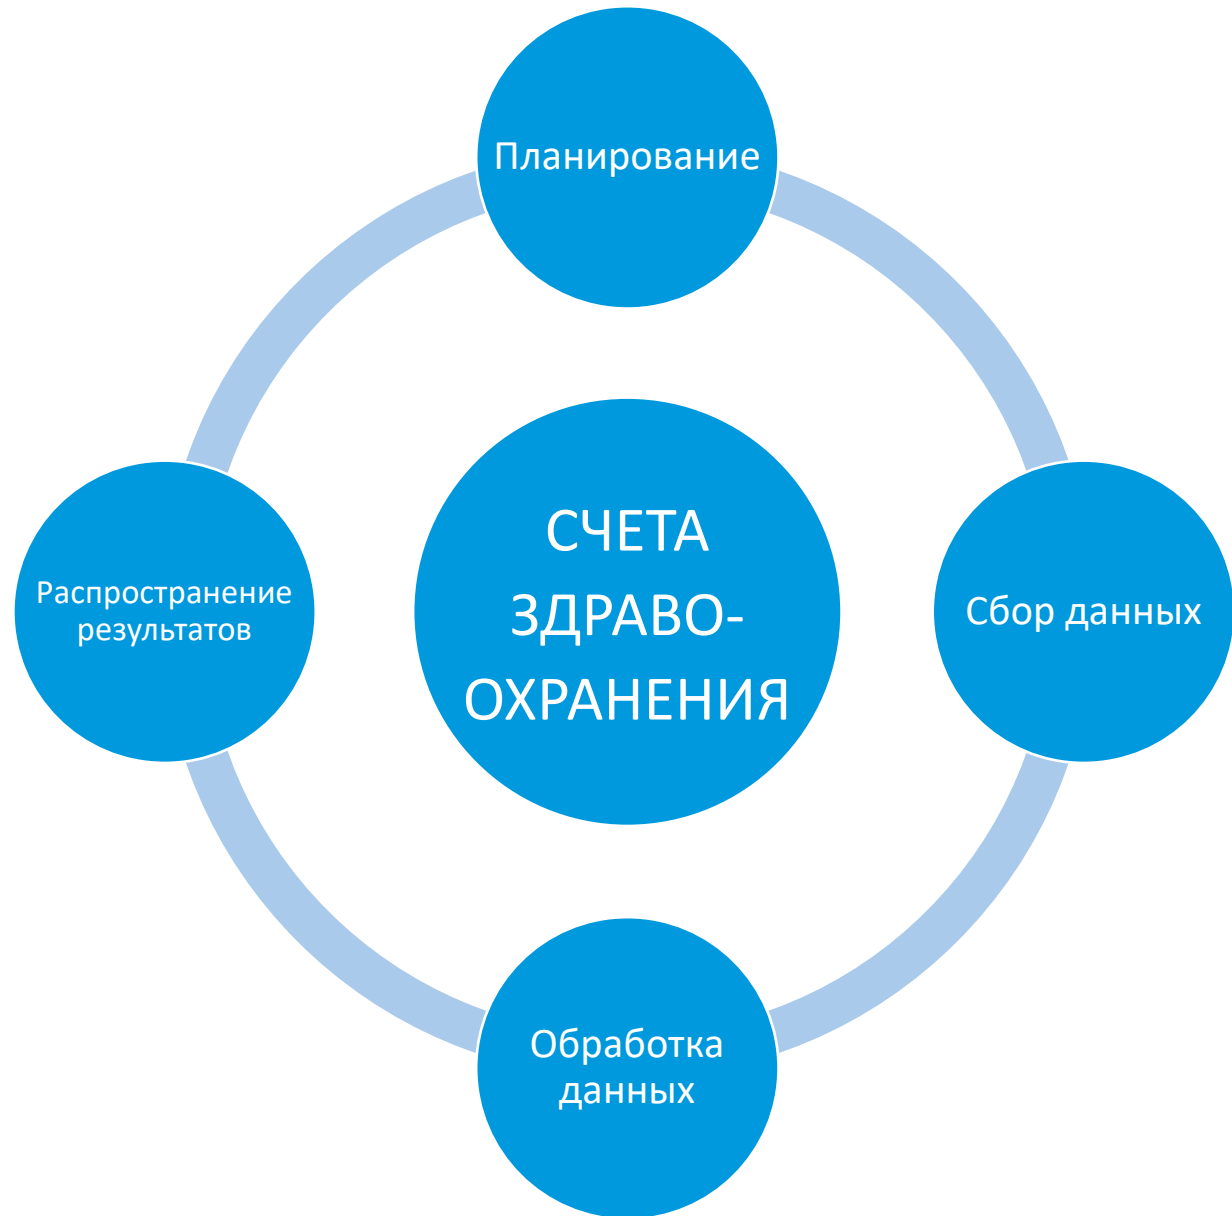 Планирование
СЧЕТА
ЗДРАВО-
ОХРАНЕНИЯ
Распространение
результатов
Сбор данных
Обработка
данных